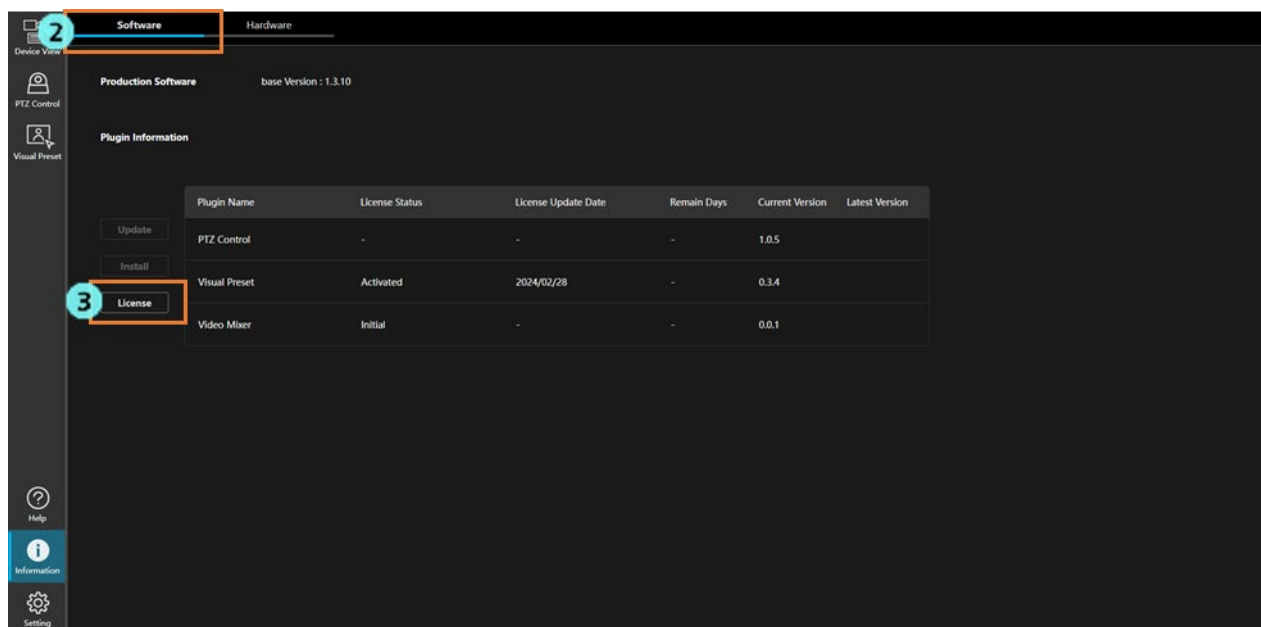 2
Software Hardware
Device View
Production Software base Version : 1.3.10
PTZ Control
Plugin Information
Visual Preset
Plugin Name License Status License Update Date Remain Days Current Version Latest Version
Update
PTZ Control - - - 1.0.5
Install
Visual Preset Activated 2024/02/28 - 0.3.4
3 License
Video Mixer Initial - - 0.0.1
Help
Information
Setting